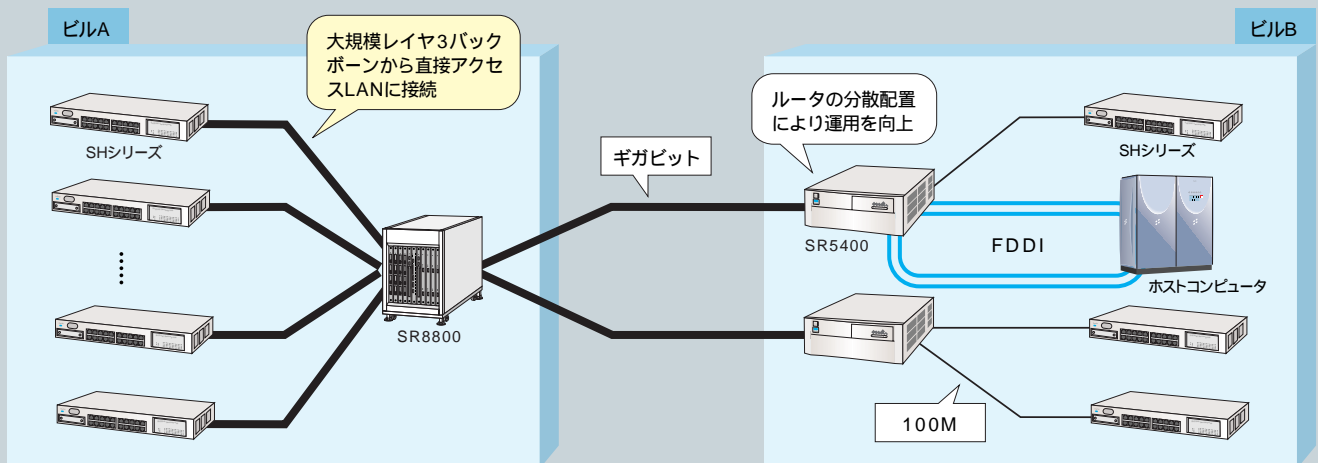 ビルA
大規模レイヤ3バック
ボーンから直接アクセ
スLANに接続
SHシリーズ
SR8800
ギガビット
ビルB
ルータの分散配置
により運用を向上
SHシリーズ
SR5400
FDDI
ホストコンピュータ
100M